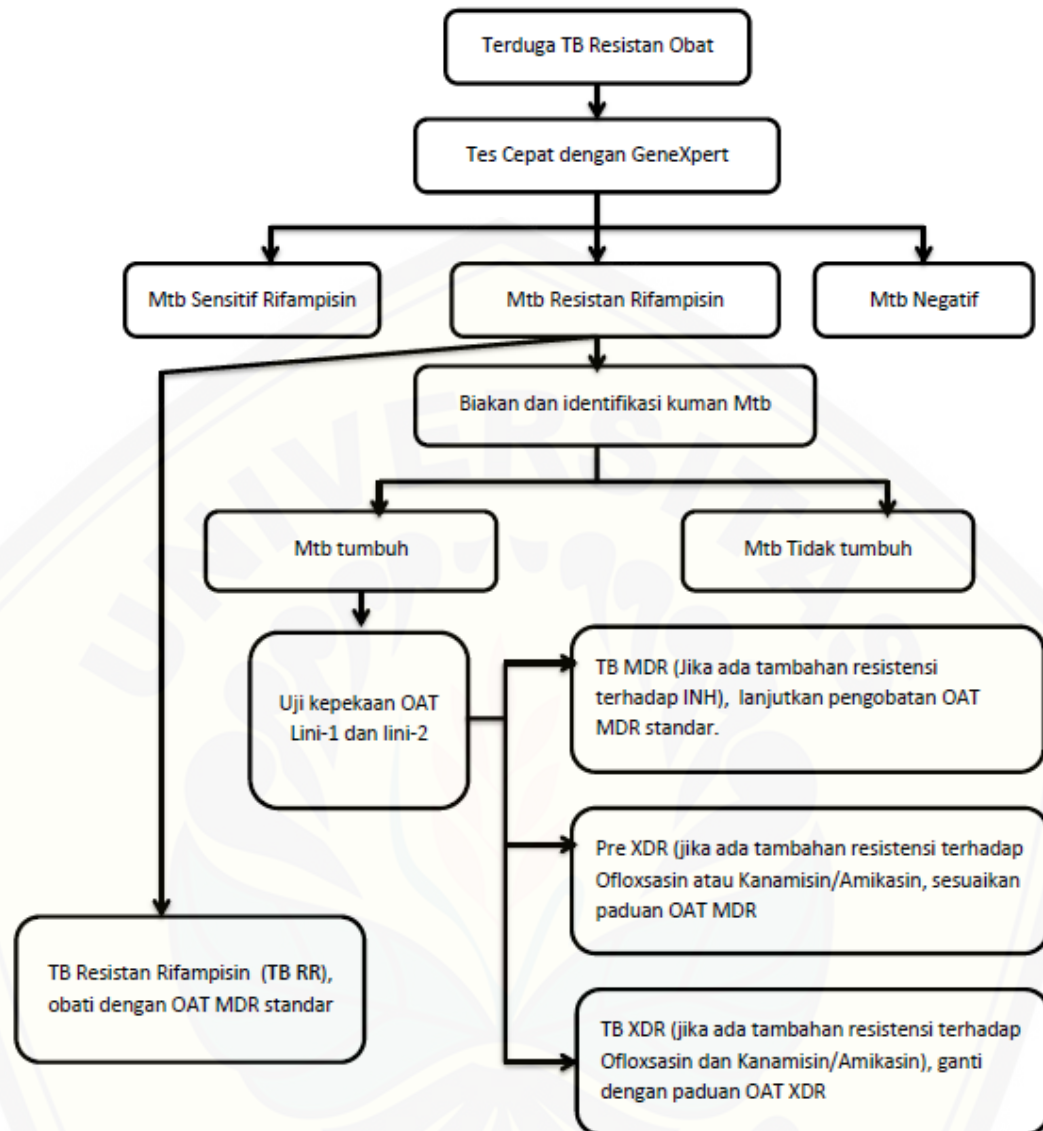 Terduga TB Resistan Obat
Tes Cepat dengan GeneXpert
Mtb Sensitif Rifampisin
Mtb Resistan Rifampisin
Mtb Negatif
Biakan dan identifikasi kuman Mtb
Mtb tumbuh
Mtb Tidak tumbuh
Uji kepekaan OAT
Lini-1 dan lini-2
TB MDR (Jika ada tambahan resistensi
terhadap INH), lanjutkan pengobatan OAT
MDR standar.
Pre XDR (jika ada tambahan resistensi terhadap
Ofloxsasin atau Kanamisin/Amikasin, sesuaikan
paduan OAT MDR
TB Resistan Rifampisin (TB RR),
obati dengan OAT MDR standar
TB XDR (jika ada tambahan resistensi terhadap
Ofloxsasin dan Kanamisin/Amikasin), ganti
dengan paduan OAT XDR
UNIVERSITAS